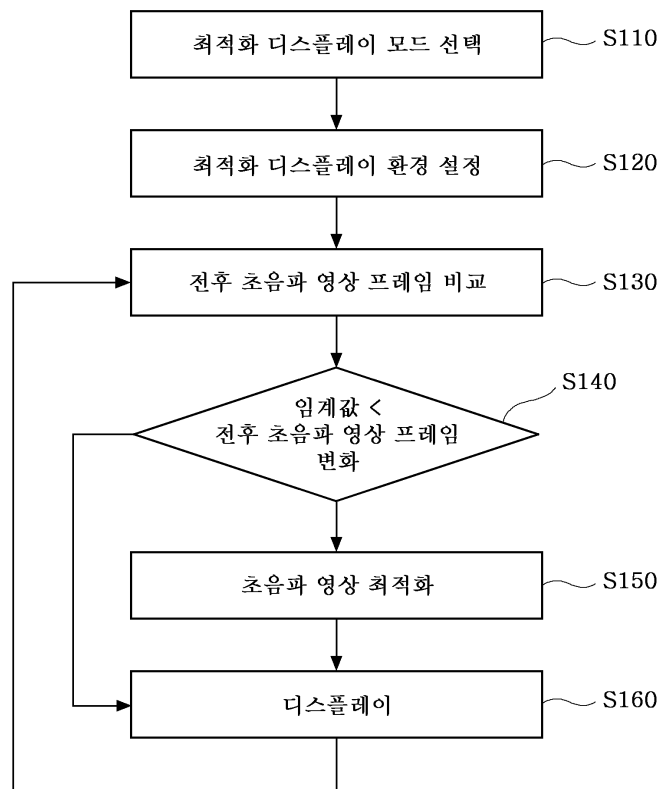 최적화 디스플레이 모드 선택
S110
최적화 디스플레이 환경 설정
S120
전후 초음파 영상 프레임 비교
S130
S140
임계값 <
전후 초음파 영상 프레임
변화
초음파 영상 최적화
S150
디스플레이
S160